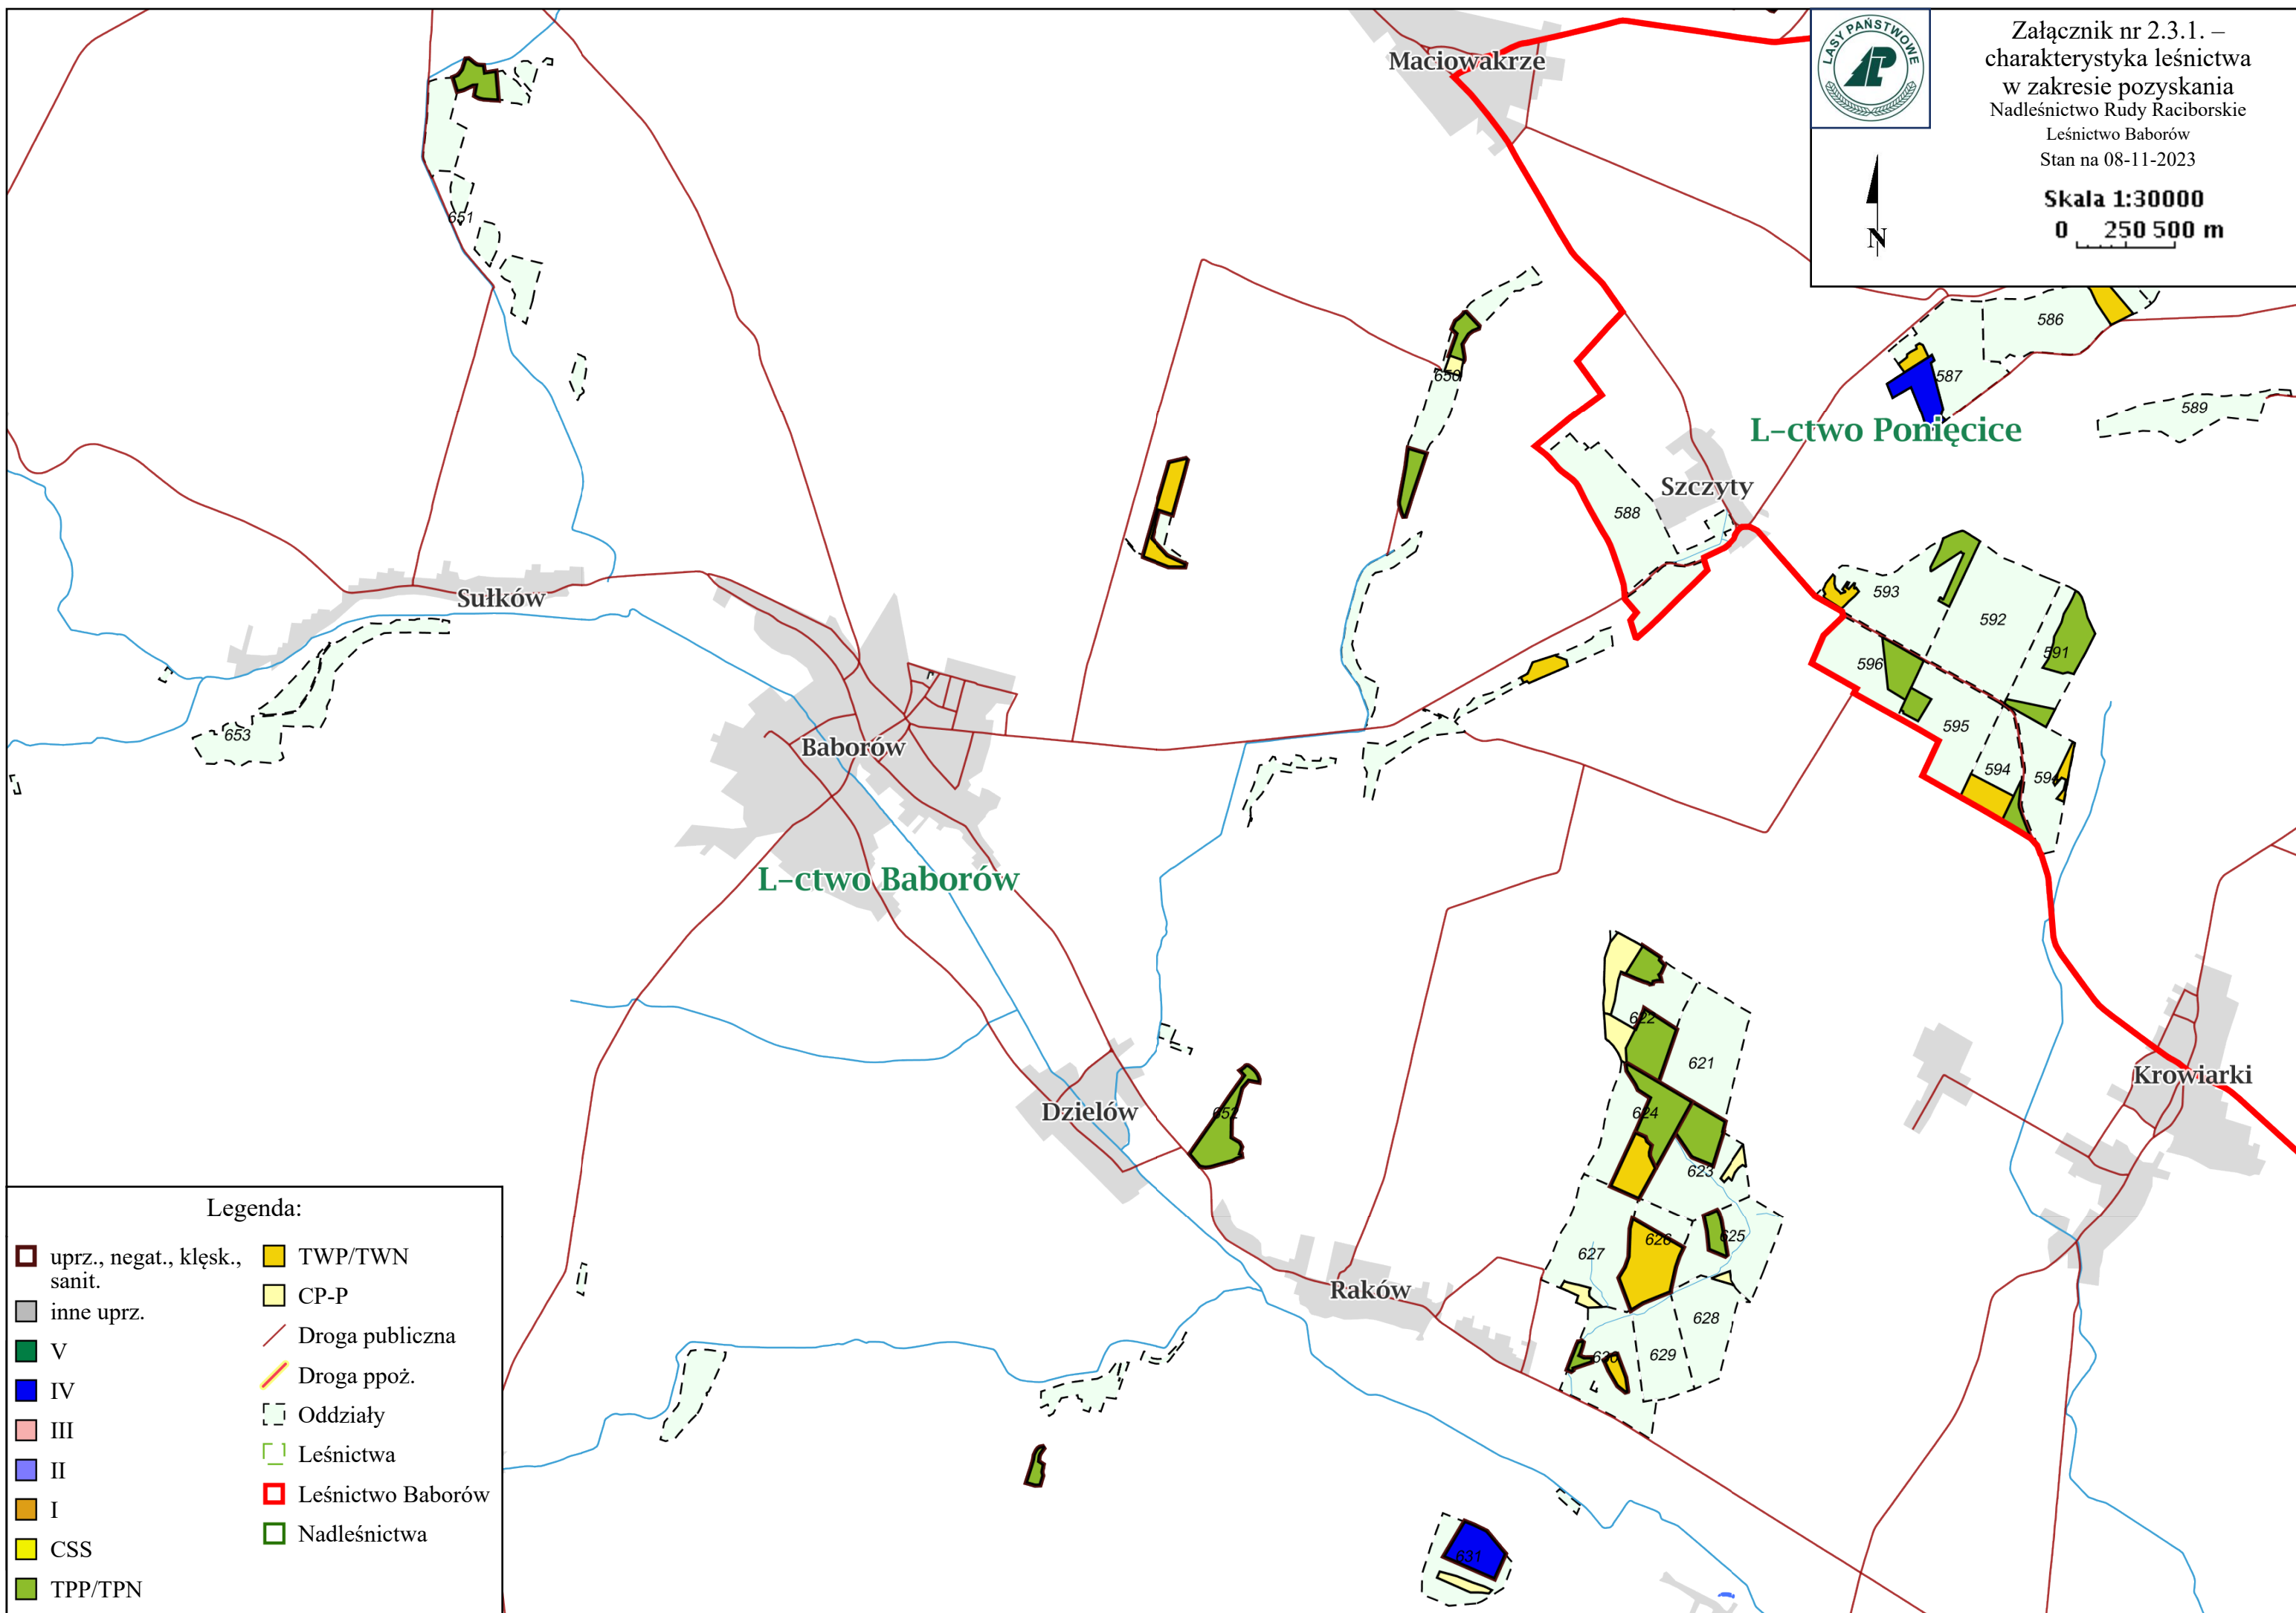 LASY PAŃSTWOWE
Załącznik nr 2.3.1. –
charakterystyka leśnictwa
w zakresie pozyskania
Nadleśnictwo Rudy Raciborskie
Leśnictwo Baborów
Stan na 08-11-2023
Skala 1:30000
0 250 500 m
N
Maciowakrze
651
586
650
587
589
L-ctwo Ponięcice
Szczyty
588
593
592
591
596
595
594
594
Sułków
653
Baborów
L-ctwo Baborów
622
621
Krowiarki
Dzielów
652
624
623
625
626
627
Raków
628
629
630
631
Legenda:
uprz., negat., klęsk.,
sanit.
inne uprz.
V
IV
III
II
I
CSS
TPP/TPN
TWP/TWN
CP-P
Droga publiczna
Droga ppoż.
Oddziały
Leśnictwa
Leśnictwo Baborów
Nadleśnictwa